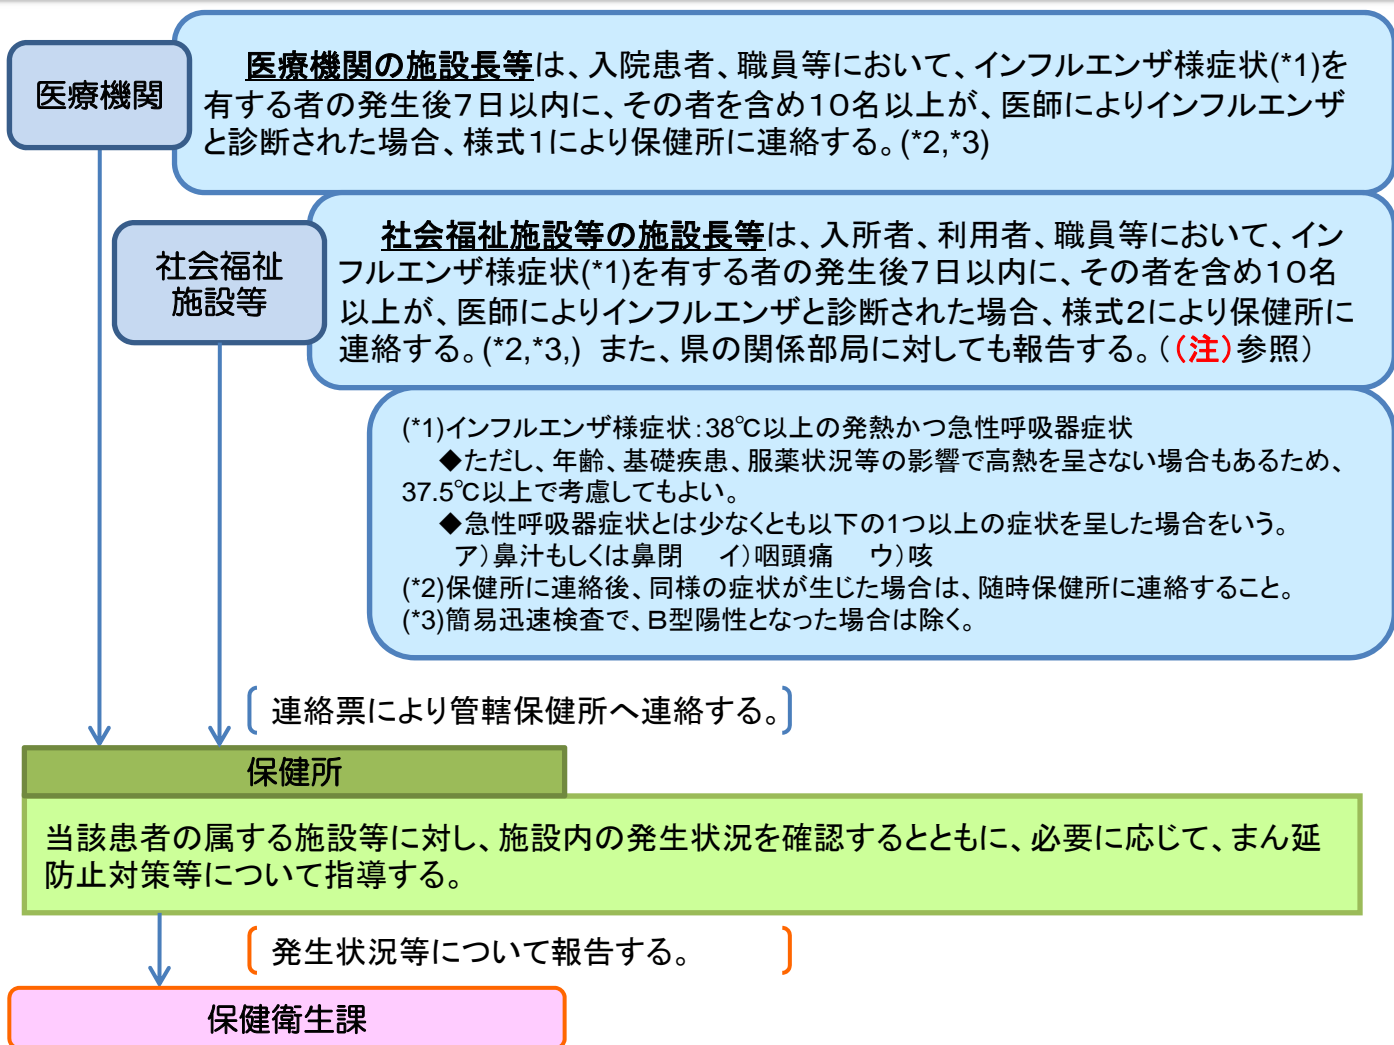 医療機関
医療機関の施設長等は、入院患者、職員等において、インフルエンザ様症状(*1)を
有する者の発生後７日以内に、その者を含め１０名以上が、医師によりインフルエンザ
と診断された場合、様式１により保健所に連絡する。(*2,*3)
社会福祉
施設等
社会福祉施設等の施設長等は、入所者、利用者、職員等において、イン
フルエンザ様症状(*1)を有する者の発生後７日以内に、その者を含め１０名
以上が、医師によりインフルエンザと診断された場合、様式２により保健所に
連絡する。(*2,*3,) また、県の関係部局に対しても報告する。（（注）参照）
(*1)インフルエンザ様症状：38℃以上の発熱かつ急性呼吸器症状
◆ただし、年齢、基礎疾患、服薬状況等の影響で高熱を呈さない場合もあるため、
37.5℃以上で考慮してもよい。
◆急性呼吸器症状とは少なくとも以下の1つ以上の症状を呈した場合をいう。
ア）鼻汁もしくは鼻閉　イ）咽頭痛　ウ）咳
(*2)保健所に連絡後、同様の症状が生じた場合は、随時保健所に連絡すること。
(*3)簡易迅速検査で、Ｂ型陽性となった場合は除く。
連絡票により管轄保健所へ連絡する。
保健所
当該患者の属する施設等に対し、施設内の発生状況を確認するとともに、必要に応じて、まん延
防止対策等について指導する。
発生状況等について報告する。
保健衛生課